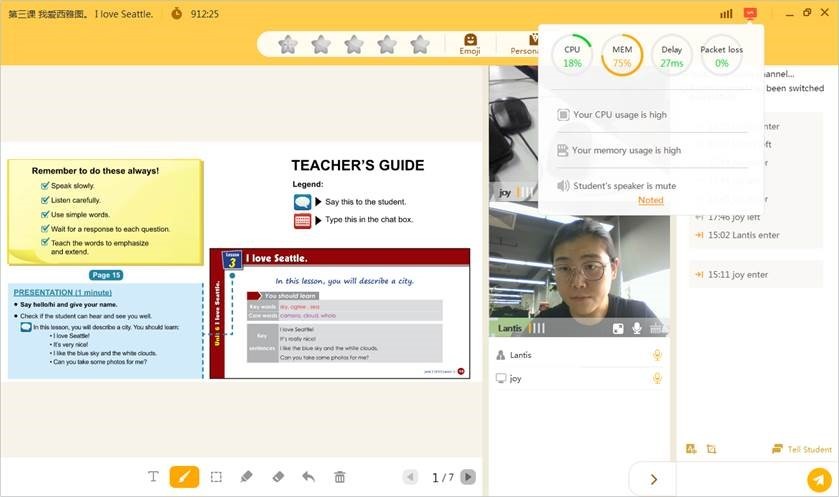 第三课 我爱西雅图。 I love Seattle.
912:25
Emoji
Persona
CPU
18%
MEM
75%
Delay
27ms
Packet loss
0%
Your CPU usage is high
Your memory usage is high
Student's speaker is mute
Noted
been switched
enter
left
17:46 joy left
15:02 Lantis enter
15:11 joy enter
joy
Lantis
Lantis
joy
Remember to do these always!
Speak slowly.
Listen carefully.
Use simple words.
Wait for a response to each question.
Teach the words to emphasize
and extend.
Page 15
PRESENTATION (1 minute)
Say hello/hi and give your name.
Check if the student can hear and see you well.
In this lesson, you will describe a city. You should learn:
• I love Seattle!
• It's very nice!
• I like the blue sky and the white clouds.
• Can you take some photos for me?
TEACHER'S GUIDE
Legend:
Say this to the student.
Type this in the chat box.
Lesson
3
I love Seattle.
Unit 6 I love Seattle.
In this lesson, you will describe a city.
You should learn
Key words
Core words
camera, cloud, whole
Key
sentences
I love Seattle!
It's really nice!
I like the blue sky and the white clouds.
Can you take some photos for me?
T
1 / 7
Tell Student